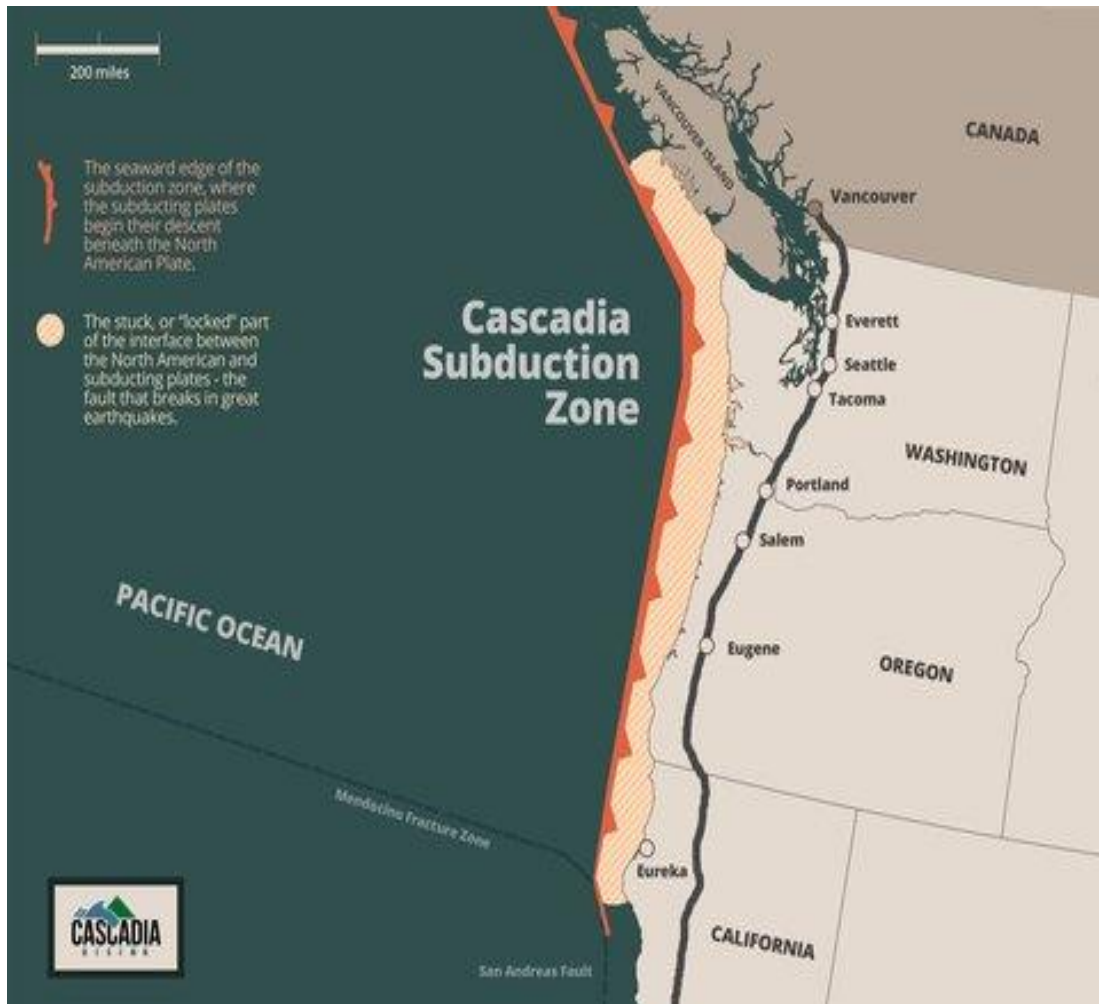 200 miles
The seaward edge of the
subduction zone, where
the subducting plates
begin their descent
beneath the North
American Plate.
The stuck, or "locked" part
of the interface between
the North American and
subducting plates - the
fault that breaks in great
earthquakes.
Cascadia
Subduction
Zone
VANCOUVER ISLAND
CANADA
Vancouver
Everett
Seattle
Tacoma
WASHINGTON
Portland
Salem
PACIFIC OCEAN
Eugene
OREGON
Mendocino Fracture Zone
Eureka
CALIFORNIA
San Andreas Fault
CASCADIA
RISING